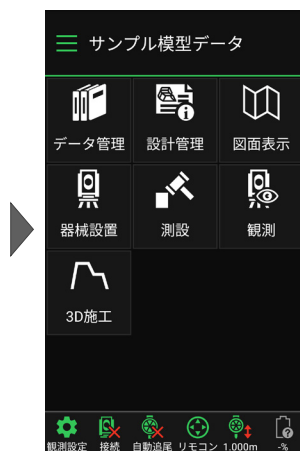 サンプル模型データ
データ管理 設計管理 図面表示
器械設置 測設 観測
3D施工
観測設定 接続 自動追尾 リモコン 1.000m -%